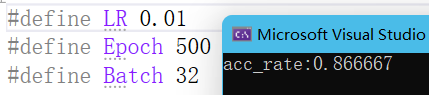 #define LR 0.01
#define Epoch 500
#define Batch 32
Microsoft Visual Studio
acc_rate:0.866667